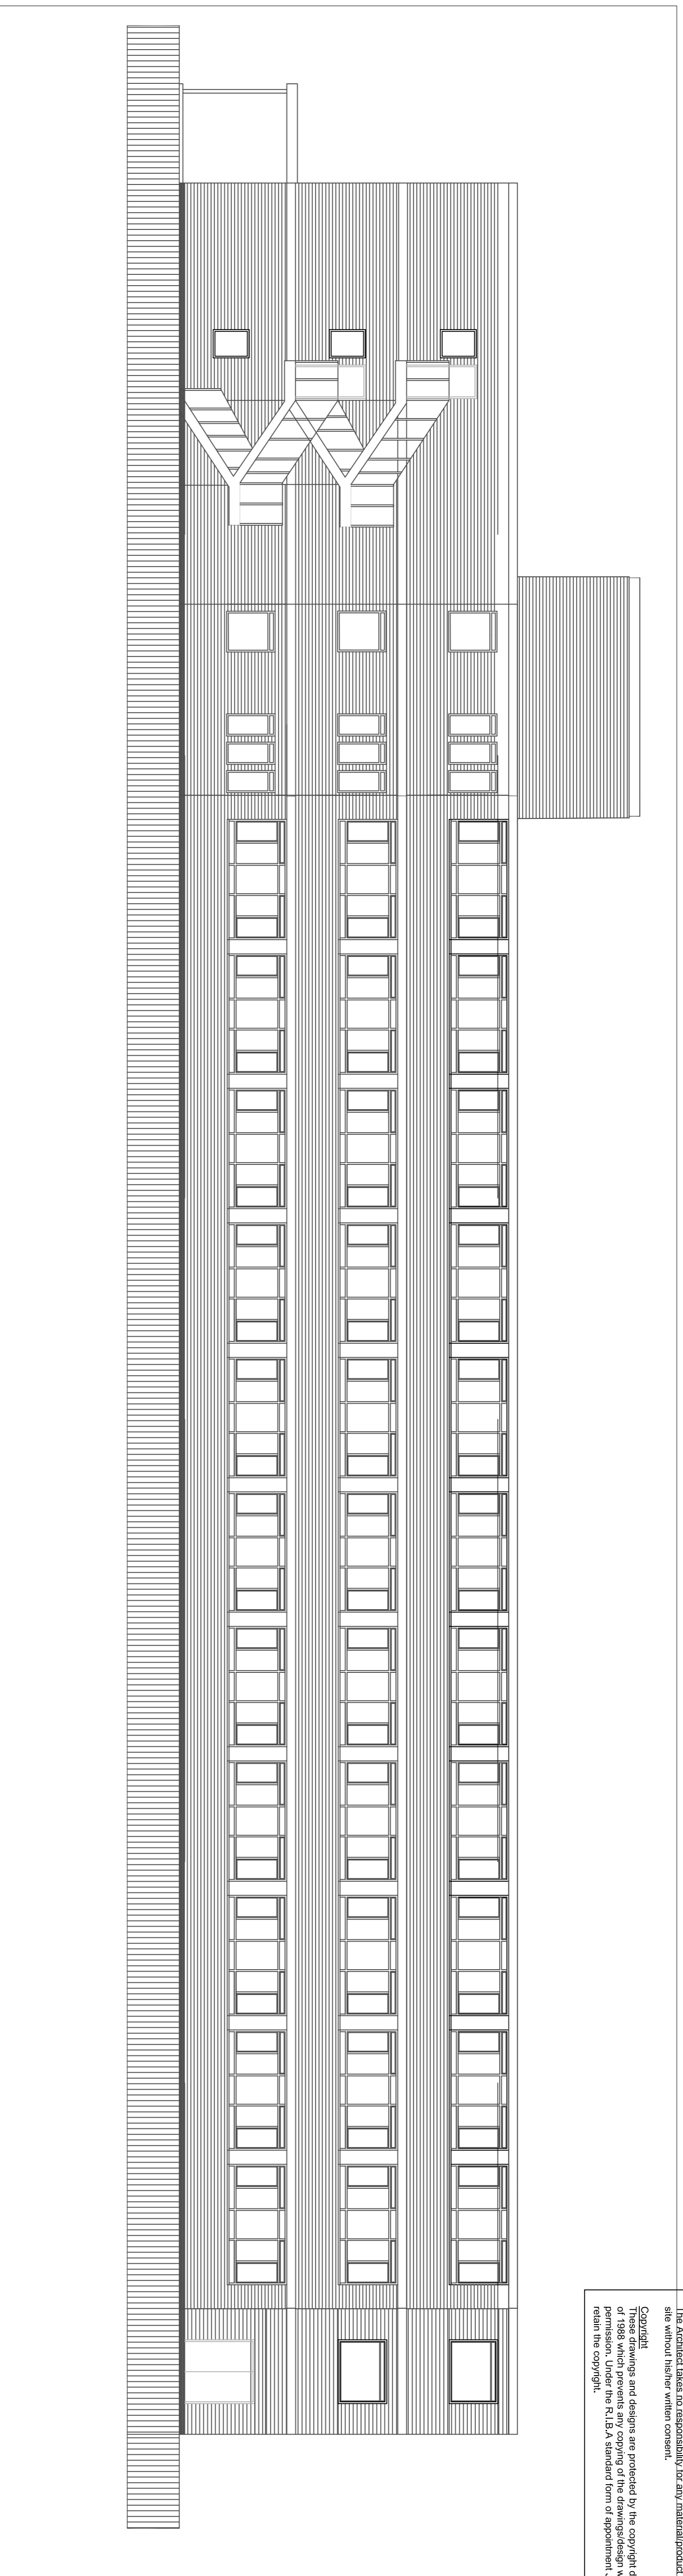 The Architect takes no responsibility for any material/product
site without his/her written consent.
Copyright
These drawings and designs are protected by the copyright
of 1988 which prevents any copying of the drawings/design
permission. Under the R.I.B.A standard form of appointment
retain the copyright.